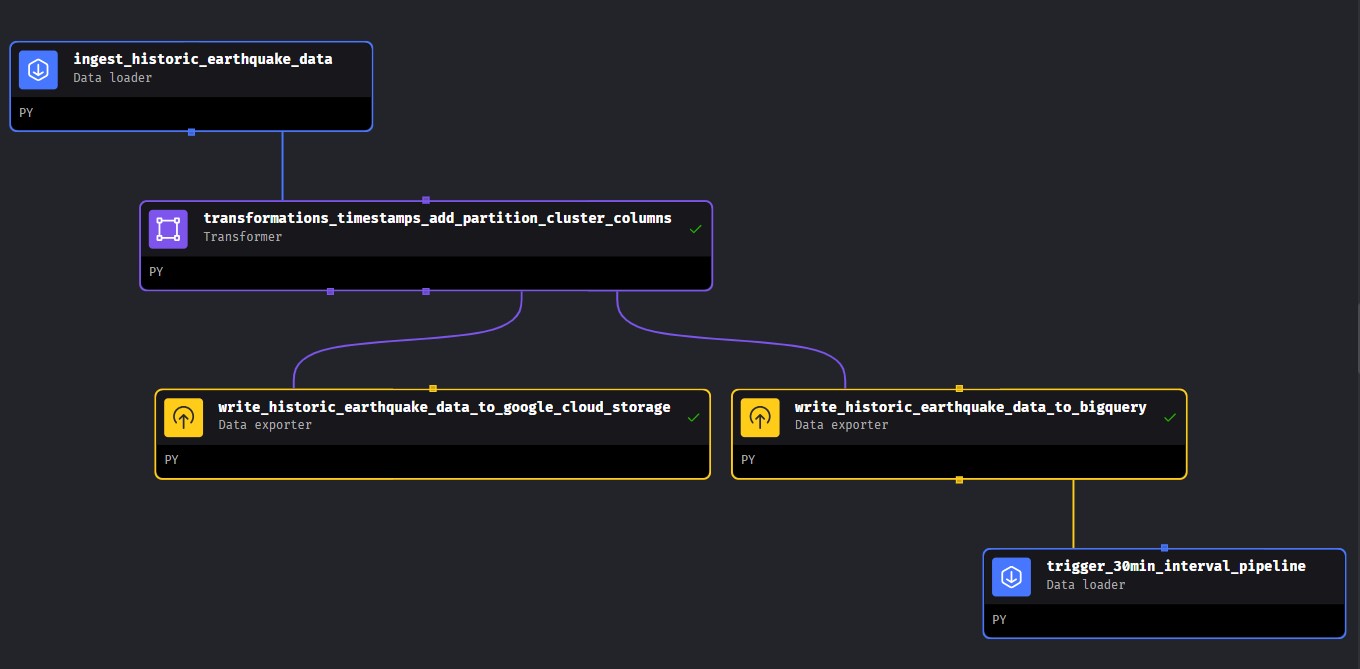 ingest_historic_earthquake_data
Data loader
PY
transformations_timestamps_add_partition_cluster_columns
Transformer
PY
write_historic_earthquake_data_to_google_cloud_storage
Data exporter
PY
write_historic_earthquake_data_to_bigquery
Data exporter
PY
trigger_30min_interval_pipeline
Data loader
PY